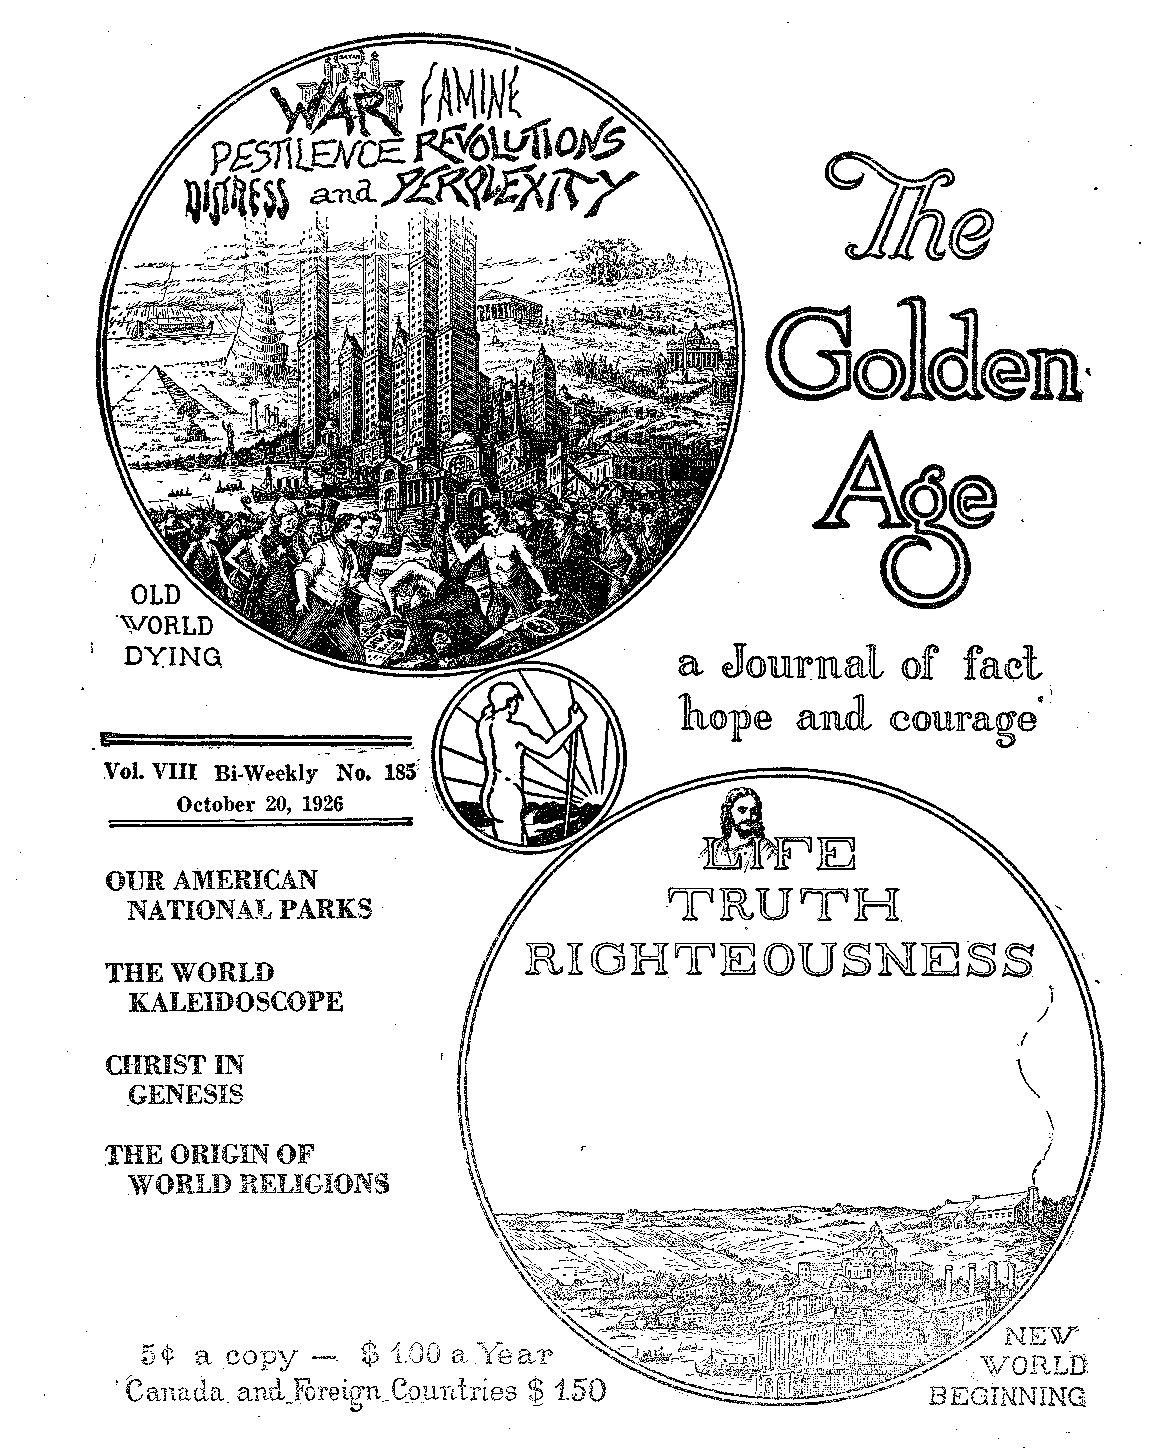 SATAN
WAR FAMINE
PESTILENCE REVOLUTIONS
DISTRESS and PERPLEXITY
The
Golden
Age
OLD
WORLD
DYING
a Journal of fact
hope and courage
Vol. VIII Bi-Weekly No. 185
October 20, 1926
OUR AMERICAN
NATIONAL PARKS
THE WORLD
KALEIDOSCOPE
CHRIST IN
GENESIS
THE ORIGIN OF
WORLD RELIGIONS
LIFE
TRUTH
RIGHTEOUSNESS
5¢ a copy — $ 1.00 a Year
Canada and Foreign Countries $ 1.50
NEW
WORLD
BEGINNING